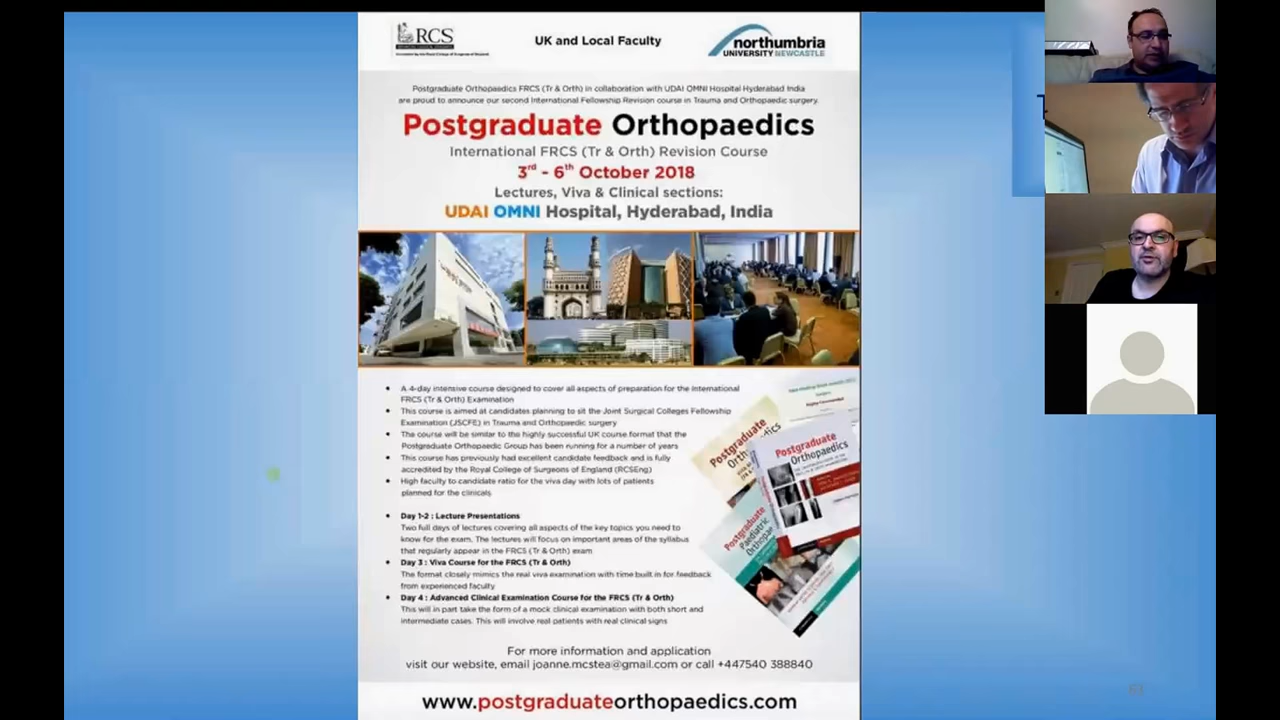 RCS
UK and Local Faculty
northumbria
UNIVERSITY NEWCASTLE
Postgraduate Orthopaedics FRCS (Tr & Orth) in collaboration with UDAI OMNI Hospital Hyderabad India
are proud to announce our second International Fellowship Revision course in Trauma and Orthopaedic surgery.
Postgraduate Orthopaedics
International FRCS (Tr & Orth) Revision Course
3rd - 6th October 2018
Lectures, Viva & Clinical sections:
UDAI OMNI Hospital, Hyderabad, India
• A 4-day intensive course designed to cover all aspects of preparation for the International
FRCS (Tr & Orth) Examination
• This course is aimed at candidates planning to sit the Joint Surgical Colleges Fellowship
Examination (JSCFE) in Trauma and Orthopaedic surgery
• The course will be similar to the highly successful UK course format that the
Postgraduate Orthopaedic Group has been running for a number of years
• This course has previously had excellent candidate feedback and is fully
accredited by the Royal College of Surgeons of England (RCSEng)
• High faculty to candidate ratio for the viva day with lots of patients
planned for the clinicals
• Day 1-2 : Lecture Presentations
Two full days of lectures covering all aspects of the key topics you need to
know for the exam. The lectures will focus on important areas of the syllabus
that regularly appear in the FRCS (Tr & Orth) exam
• Day 3 : Viva Course for the FRCS (Tr & Orth)
The format closely mimics the real viva examination with time built in for feedback
from experienced faculty
• Day 4 : Advanced Clinical Examination Course for the FRCS (Tr & Orth)
This will in part take the form of a mock clinical examination with both short and
intermediate cases. This will involve real patients with real clinical signs
Postgraduate
Postgraduate
Orthopaedics
Postgraduate
Paediatric
For more information and application
visit our website, email joanne.mcstea@gmail.com or call +447540 388840
www.postgraduateorthopaedics.com